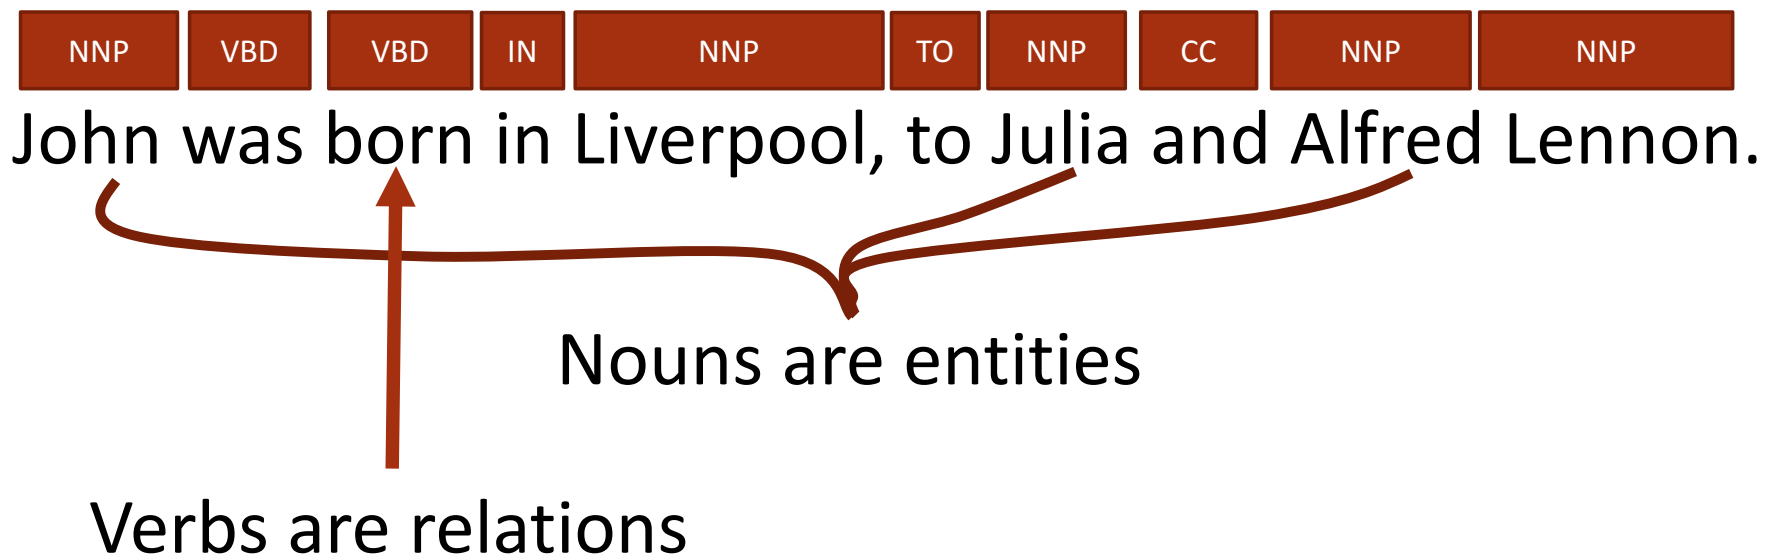 NNP VBD VBD IN NNP TO NNP CC NNP NNP
John was born in Liverpool, to Julia and Alfred Lennon.
Nouns are entities
Verbs are relations